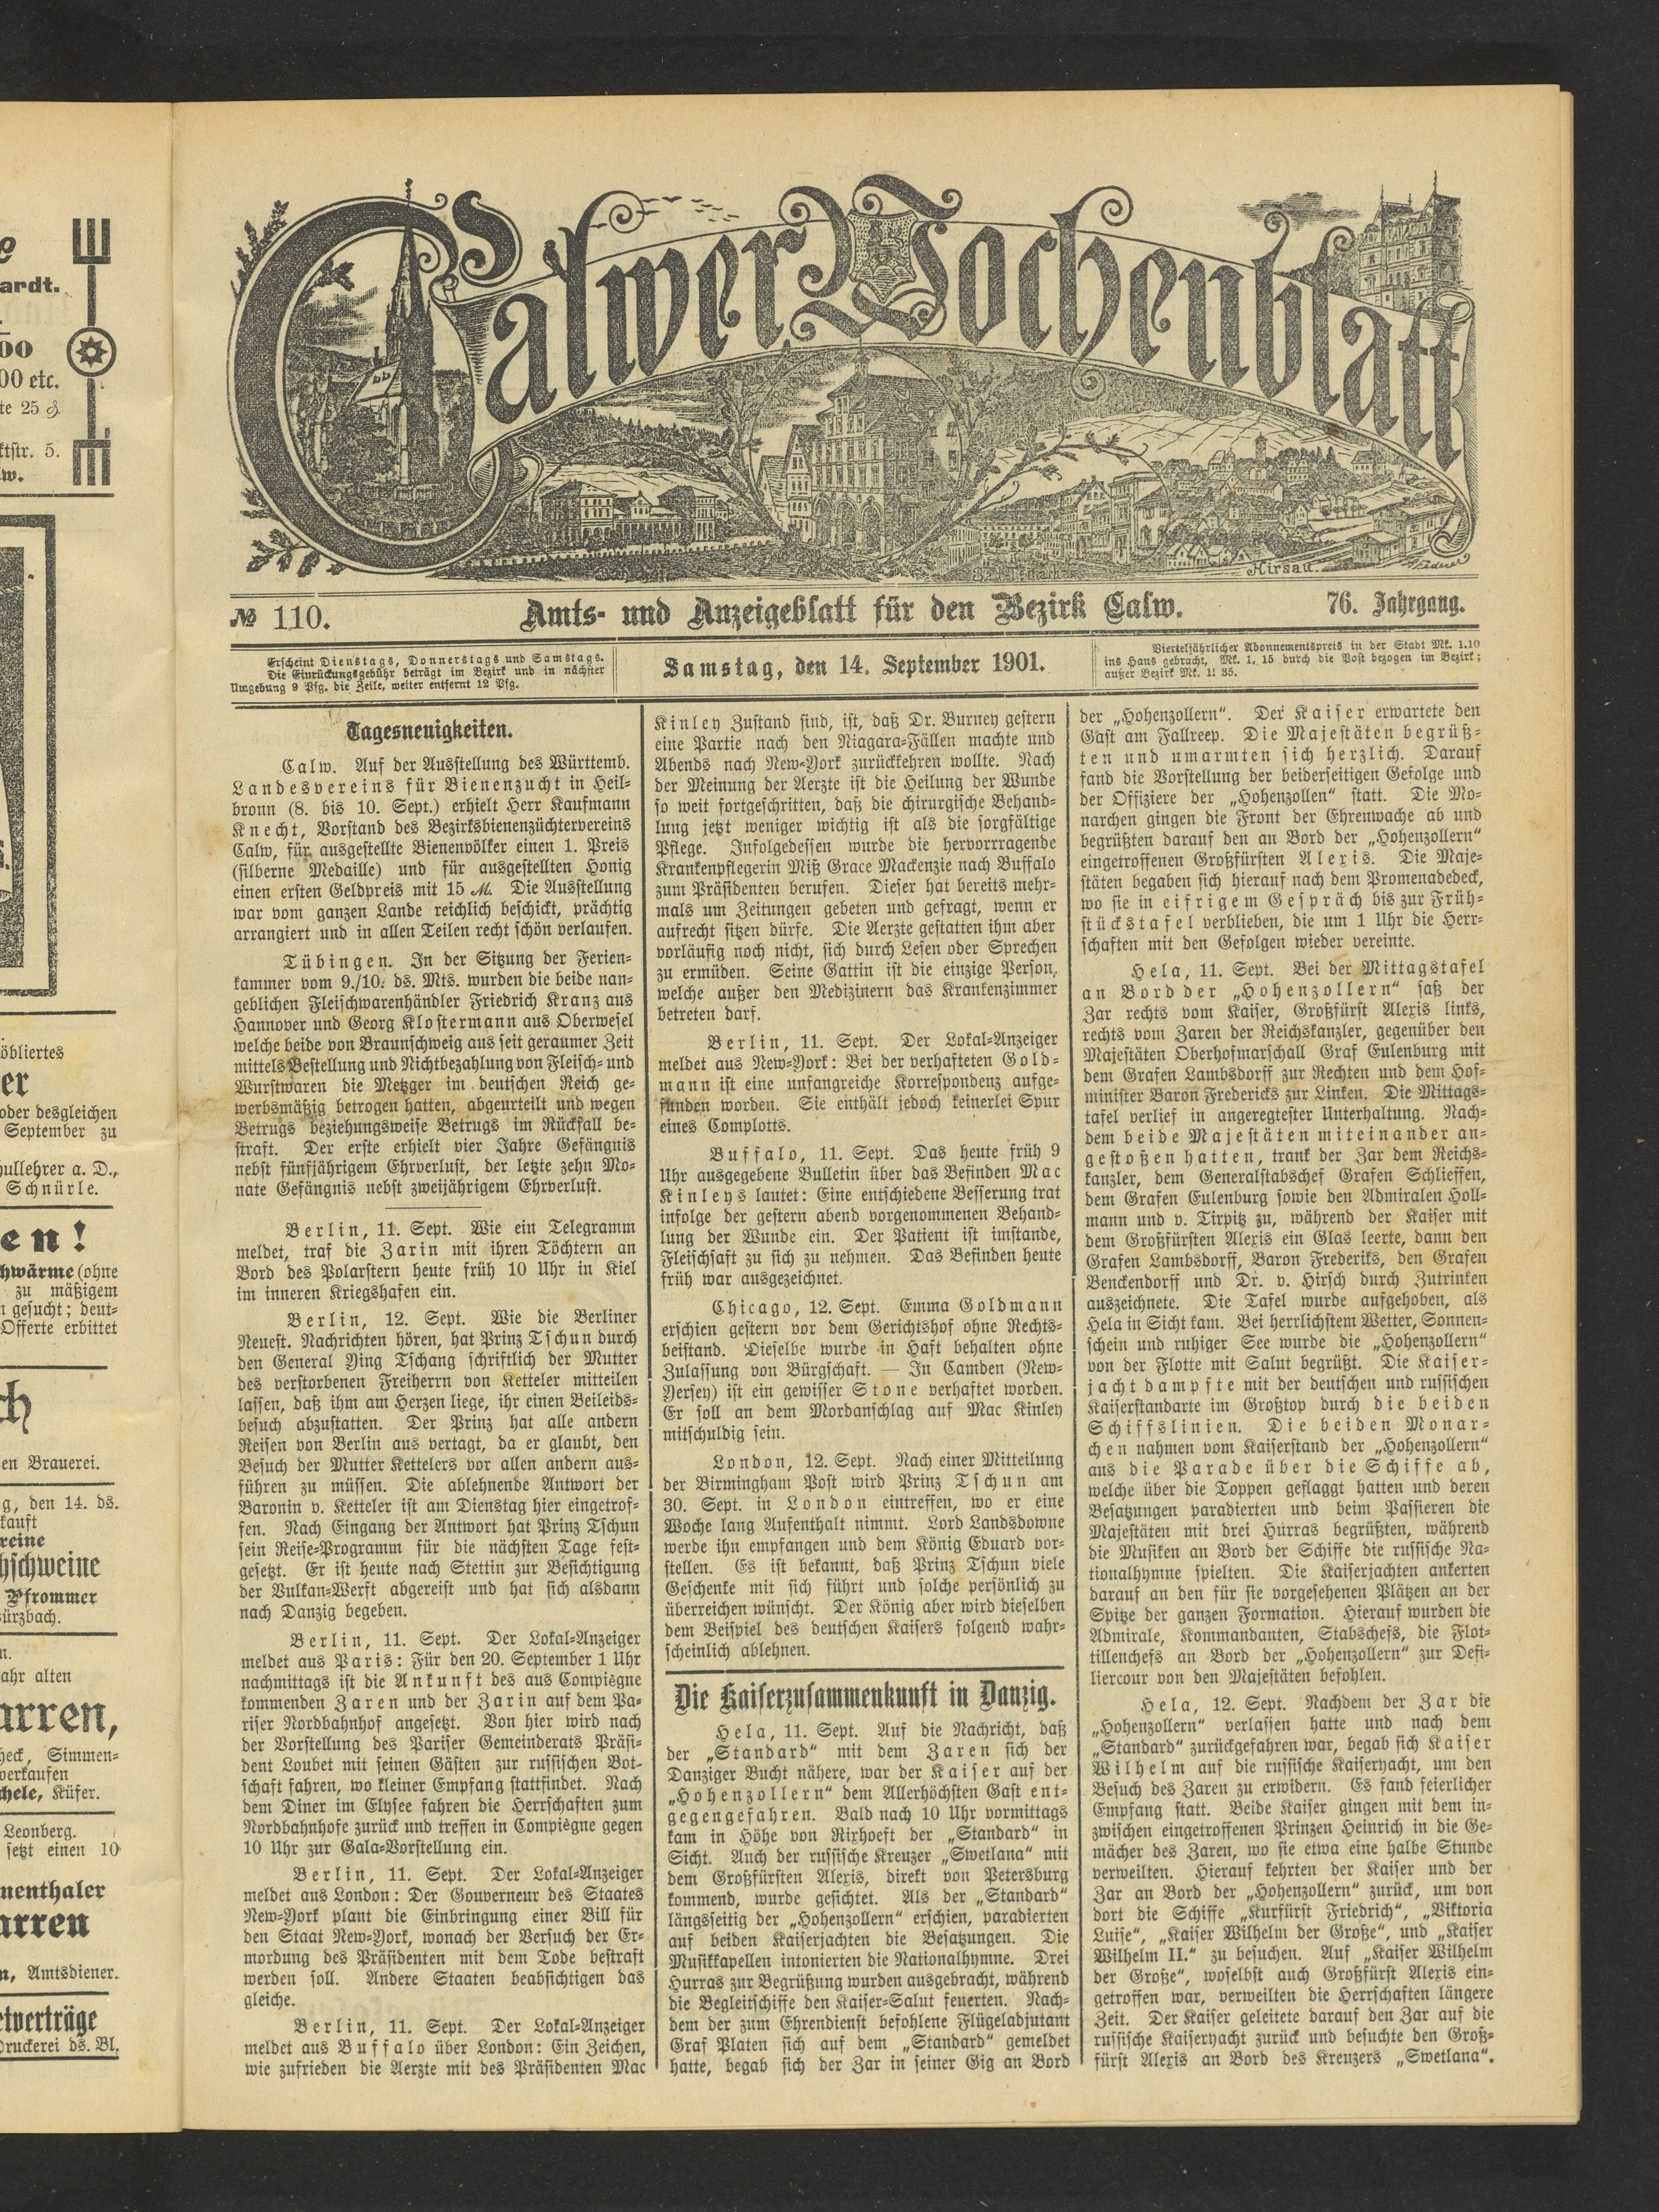 e
ardt.
00 etc.
te 25 ₰.
ktstr. 5.
lw.
öbliertes
er
oder desgleichen
September zu
hullehrer a. D.,
Schnürle.
en!
hwärme (ohne
zu mäßigem
n gesucht; deut-
Offerte erbittet
ch
en Brauerei.
g, den 14. ds.
kauft
reine
hschweine
Pfrommer
ürzbach.
n.
ahr alten
arren,
heck, Simmen-
verkaufen
chele, Küfer.
Leonberg.
setzt einen 10
menthaler
arren
n, Amtsdiener.
etverträge
Druckerei ds. Bl.
Calwer Wochenblatt
Hirsau.
№ 110.
Amts- und Anzeigeblatt für den Bezirk Calw.
76. Jahrgang.
Erscheint Dienstags, Donnerstags und Samstags.
Die Einrückungsgebühr beträgt im Bezirk und in nächster
Umgebung 9 Pfg. die Zeile, weiter entfernt 12 Pfg.
Samstag, den 14. September 1901.
Vierteljährlicher Abonnementspreis in der Stadt Mk. 1.10
ins Haus gebracht, Mk. 1. 15 durch die Post bezogen im Bezirk;
außer Bezirk Mk. 1. 35.
Tagesneuigkeiten.
Calw. Auf der Ausstellung des Württemb.
Landesvereins für Bienenzucht in Heil-
bronn (8. bis 10. Sept.) erhielt Herr Kaufmann
Knecht, Vorstand des Bezirksbienenzüchtervereins
Calw, für ausgestellte Bienenvölker einen 1. Preis
(silberne Medaille) und für ausgestellten Honig
einen ersten Geldpreis mit 15 ℳ. Die Ausstellung
war vom ganzen Lande reichlich beschickt, prächtig
arrangiert und in allen Teilen recht schön verlaufen.
Tübingen. In der Sitzung der Ferien-
kammer vom 9./10. ds. Mts. wurden die beide nan-
geblichen Fleischwarenhändler Friedrich Kranz aus
Hannover und Georg Klostermann aus Oberwesel
welche beide von Braunschweig aus seit geraumer Zeit
mittels Bestellung und Nichtbezahlung von Fleisch- und
Wurstwaren die Metzger im deutschen Reich ge-
werbsmäßig betrogen hatten, abgeurteilt und wegen
Betrugs beziehungsweise Betrugs im Rückfall be-
straft. Der erste erhielt vier Jahre Gefängnis
nebst fünfjährigem Ehrverlust, der letzte zehn Mo-
nate Gefängnis nebst zweijährigem Ehrverlust.
Berlin, 11. Sept. Wie ein Telegramm
meldet, traf die Zarin mit ihren Töchtern an
Bord des Polarstern heute früh 10 Uhr in Kiel
im inneren Kriegshafen ein.
Berlin, 12. Sept. Wie die Berliner
Neuest. Nachrichten hören, hat Prinz Tschun durch
den General Ying Tschang schriftlich der Mutter
des verstorbenen Freiherrn von Ketteler mitteilen
lassen, daß ihm am Herzen liege, ihr einen Beileids-
besuch abzustatten. Der Prinz hat alle andern
Reisen von Berlin aus vertagt, da er glaubt, den
Besuch der Mutter Kettelers vor allen andern aus-
führen zu müssen. Die ablehnende Antwort der
Baronin v. Ketteler ist am Dienstag hier eingetrof-
fen. Nach Eingang der Antwort hat Prinz Tschun
sein Reise-Programm für die nächsten Tage fest-
gesetzt. Er ist heute nach Stettin zur Besichtigung
der Vulkan-Werft abgereist und hat sich alsdann
nach Danzig begeben.
Berlin, 11. Sept. Der Lokal-Anzeiger
meldet aus Paris: Für den 20. September 1 Uhr
nachmittags ist die Ankunft des aus Compiègne
kommenden Zaren und der Zarin auf dem Pa-
riser Nordbahnhof angesetzt. Von hier wird nach
der Vorstellung des Pariser Gemeinderats Präsi-
dent Loubet mit seinen Gästen zur russischen Bot-
schaft fahren, wo kleiner Empfang stattfindet. Nach
dem Diner im Elysee fahren die Herrschaften zum
Nordbahnhofe zurück und treffen in Compiègne gegen
10 Uhr zur Gala-Vorstellung ein.
Berlin, 11. Sept. Der Lokal-Anzeiger
meldet aus London: Der Gouverneur des Staates
New-York plant die Einbringung einer Bill für
den Staat New-York, wonach der Versuch der Er-
mordung des Präsidenten mit dem Tode bestraft
werden soll. Andere Staaten beabsichtigen das
gleiche.
Berlin, 11. Sept. Der Lokal-Anzeiger
meldet aus Buffalo über London: Ein Zeichen,
wie zufrieden die Aerzte mit des Präsidenten Mac
Kinley Zustand sind, ist, daß Dr. Burney gestern
eine Partie nach den Niagara-Fällen machte und
Abends nach New-York zurückkehren wollte. Nach
der Meinung der Aerzte ist die Heilung der Wunde
so weit fortgeschritten, daß die chirurgische Behand-
lung jetzt weniger wichtig ist als die sorgfältige
Pflege. Infolgedessen wurde die hervorrragende
Krankenpflegerin Miß Grace Mackenzie nach Buffalo
zum Präsidenten berufen. Dieser hat bereits mehr-
mals um Zeitungen gebeten und gefragt, wenn er
aufrecht sitzen dürfe. Die Aerzte gestatten ihm aber
vorläufig noch nicht, sich durch Lesen oder Sprechen
zu ermüden. Seine Gattin ist die einzige Person,
welche außer den Medizinern das Krankenzimmer
betreten darf.
Berlin, 11. Sept. Der Lokal-Anzeiger
meldet aus New-York: Bei der verhafteten Gold-
mann ist eine unfangreiche Korrespondenz aufge-
funden worden. Sie enthält jedoch keinerlei Spur
eines Complotts.
Buffalo, 11. Sept. Das heute früh 9
Uhr ausgegebene Bulletin über das Befinden Mac
Kinleys lautet: Eine entschiedene Besserung trat
infolge der gestern abend vorgenommenen Behand-
lung der Wunde ein. Der Patient ist imstande,
Fleischsaft zu sich zu nehmen. Das Befinden heute
früh war ausgezeichnet.
Chicago, 12. Sept. Emma Goldmann
erschien gestern vor dem Gerichtshof ohne Rechts-
beistand. Dieselbe wurde in Haft behalten ohne
Zulassung von Bürgschaft. — In Camden (New-
Yersey) ist ein gewisser Stone verhaftet worden.
Er soll an dem Mordanschlag auf Mac Kinley
mitschuldig sein.
London, 12. Sept. Nach einer Mitteilung
der Birmingham Post wird Prinz Tschun am
30. Sept. in London eintreffen, wo er eine
Woche lang Aufenthalt nimmt. Lord Landsdowne
werde ihn empfangen und dem König Eduard vor-
stellen. Es ist bekannt, daß Prinz Tschun viele
Geschenke mit sich führt und solche persönlich zu
überreichen wünscht. Der König aber wird dieselben
dem Beispiel des deutschen Kaisers folgend wahr-
scheinlich ablehnen.
Die Kaiserzusammenkunft in Danzig.
Hela, 11. Sept. Auf die Nachricht, daß
der „Standard“ mit dem Zaren sich der
Danziger Bucht nähere, war der Kaiser auf der
„Hohenzollern“ dem Allerhöchsten Gast ent-
gegengefahren. Bald nach 10 Uhr vormittags
kam in Höhe von Rixhoeft der „Standard“ in
Sicht. Auch der russische Kreuzer „Swetlana“ mit
dem Großfürsten Alexis, direkt von Petersburg
kommend, wurde gesichtet. Als der „Standard“
längsseitig der „Hohenzollern“ erschien, paradierten
auf beiden Kaiserjachten die Besatzungen. Die
Musikkapellen intonierten die Nationalhymne. Drei
Hurras zur Begrüßung wurden ausgebracht, während
die Begleitschiffe den Kaiser-Salut feuerten. Nach-
dem der zum Ehrendienst befohlene Flügeladjutant
Graf Platen sich auf dem „Standard“ gemeldet
hatte, begab sich der Zar in seiner Gig an Bord
der „Hohenzollern“. Der Kaiser erwartete den
Gast am Fallreep. Die Majestäten begrüß-
ten und umarmten sich herzlich. Darauf
fand die Vorstellung der beiderseitigen Gefolge und
der Offiziere der „Hohenzollen“ statt. Die Mo-
narchen gingen die Front der Ehrenwache ab und
begrüßten darauf den an Bord der „Hohenzollern“
eingetroffenen Großfürsten Alexis. Die Maje-
stäten begaben sich hierauf nach dem Promenadedeck,
wo sie in eifrigem Gespräch bis zur Früh-
stückstafel verblieben, die um 1 Uhr die Herr-
schaften mit den Gefolgen wieder vereinte.
Hela, 11. Sept. Bei der Mittagstafel
an Bord der „Hohenzollern“ saß der
Zar rechts vom Kaiser, Großfürst Alexis links,
rechts vom Zaren der Reichskanzler, gegenüber den
Majestäten Oberhofmarschall Graf Eulenburg mit
dem Grafen Lambsdorff zur Rechten und dem Hof-
minister Baron Fredericks zur Linken. Die Mittags-
tafel verlief in angeregtester Unterhaltung. Nach-
dem beide Majestäten miteinander an-
gestoßen hatten, trank der Zar dem Reichs-
kanzler, dem Generalstabschef Grafen Schlieffen,
dem Grafen Eulenburg sowie den Admiralen Holl-
mann und v. Tirpitz zu, während der Kaiser mit
dem Großfürsten Alexis ein Glas leerte, dann den
Grafen Lambsdorff, Baron Frederiks, den Grafen
Benckendorff und Dr. v. Hirsch durch Zutrinken
auszeichnete. Die Tafel wurde aufgehoben, als
Hela in Sicht kam. Bei herrlichstem Wetter, Sonnen-
schein und ruhiger See wurde die „Hohenzollern“
von der Flotte mit Salut begrüßt. Die Kaiser-
jacht dampfte mit der deutschen und russischen
Kaiserstandarte im Großtop durch die beiden
Schiffslinien. Die beiden Monar-
chen nahmen vom Kaiserstand der „Hohenzollern“
aus die Parade über die Schiffe ab,
welche über die Toppen geflaggt hatten und deren
Besatzungen paradierten und beim Passieren die
Majestäten mit drei Hurras begrüßten, während
die Musiken an Bord der Schiffe die russische Na-
tionalhymne spielten. Die Kaiserjachten ankerten
darauf an den für sie vorgesehenen Plätzen an der
Spitze der ganzen Formation. Hierauf wurden die
Admirale, Kommandanten, Stabschefs, die Flot-
tillenchefs an Bord der „Hohenzollern“ zur Defi-
liercour von den Majestäten befohlen.
Hela, 12. Sept. Nachdem der Zar die
„Hohenzollern“ verlassen hatte und nach dem
„Standard“ zurückgefahren war, begab sich Kaiser
Wilhelm auf die russische Kaiseryacht, um den
Besuch des Zaren zu erwidern. Es fand feierlicher
Empfang statt. Beide Kaiser gingen mit dem in-
zwischen eingetroffenen Prinzen Heinrich in die Ge-
mächer des Zaren, wo sie etwa eine halbe Stunde
verweilten. Hierauf kehrten der Kaiser und der
Zar an Bord der „Hohenzollern“ zurück, um von
dort die Schiffe „Kurfürst Friedrich“, „Viktoria
Luise“, „Kaiser Wilhelm der Große“, und „Kaiser
Wilhelm II.“ zu besuchen. Auf „Kaiser Wilhelm
der Große“, woselbst auch Großfürst Alexis ein-
getroffen war, verweilten die Herrschaften längere
Zeit. Der Kaiser geleitete darauf den Zar auf die
russische Kaiseryacht zurück und besuchte den Groß-
fürst Alexis an Bord des Kreuzers „Swetlana“.